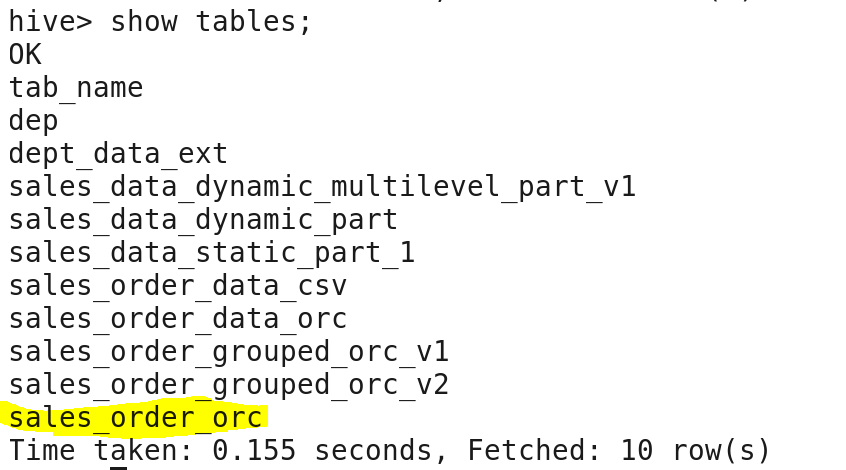 hive> show tables;
OK
tab_name
dep
dept_data_ext
sales_data_dynamic_multilevel_part_v1
sales_data_dynamic_part
sales_data_static_part_1
sales_order_data_csv
sales_order_data_orc
sales_order_grouped_orc_v1
sales_order_grouped_orc_v2
sales_order_orc
Time taken: 0.155 seconds, Fetched: 10 row(s)